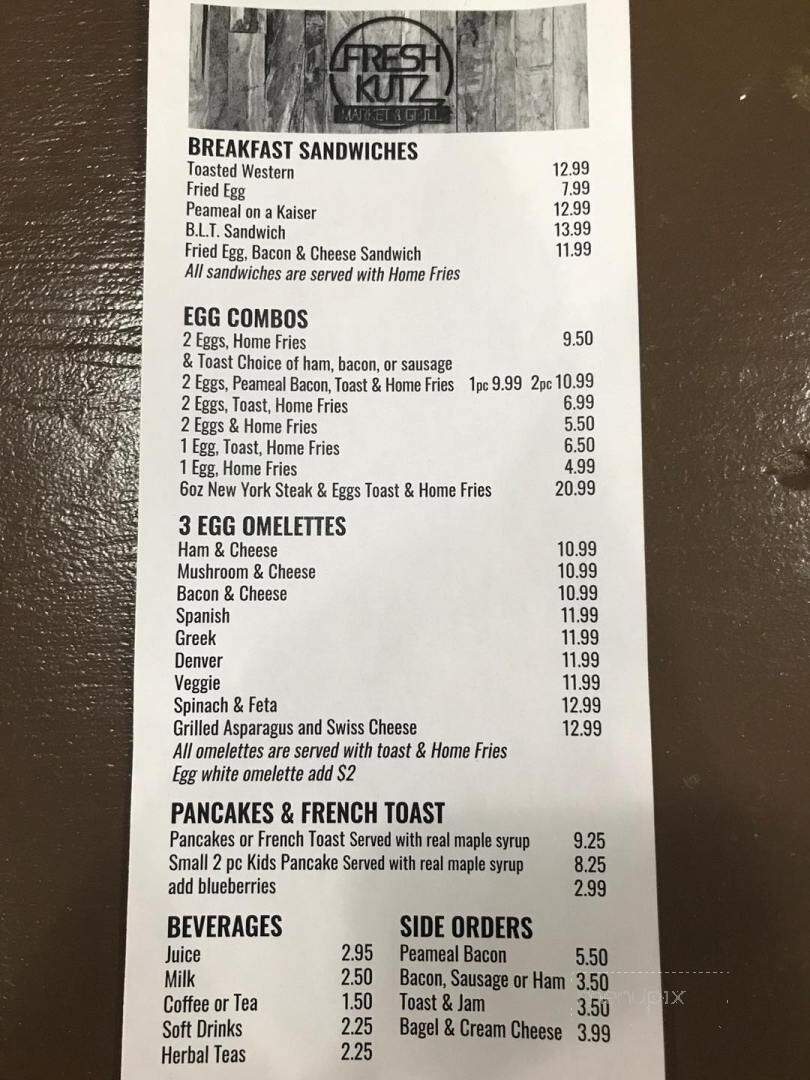 FRESH
KUTZ
MARKET & GRILL
BREAKFAST SANDWICHES
Toasted Western 12.99
Fried Egg 7.99
Peameal on a Kaiser 12.99
B.L.T. Sandwich 13.99
Fried Egg, Bacon & Cheese Sandwich 11.99
All sandwiches are served with Home Fries
EGG COMBOS
2 Eggs, Home Fries 9.50
& Toast Choice of ham, bacon, or sausage
2 Eggs, Peameal Bacon, Toast & Home Fries 1pc 9.99 2pc 10.99
2 Eggs, Toast, Home Fries 6.99
2 Eggs & Home Fries 5.50
1 Egg, Toast, Home Fries 6.50
1 Egg, Home Fries 4.99
6oz New York Steak & Eggs Toast & Home Fries 20.99
3 EGG OMELETTES
Ham & Cheese 10.99
Mushroom & Cheese 10.99
Bacon & Cheese 10.99
Spanish 11.99
Greek 11.99
Denver 11.99
Veggie 11.99
Spinach & Feta 12.99
Grilled Asparagus and Swiss Cheese 12.99
All omelettes are served with toast & Home Fries
Egg white omelette add $2
PANCAKES & FRENCH TOAST
Pancakes or French Toast Served with real maple syrup 9.25
Small 2 pc Kids Pancake Served with real maple syrup 8.25
add blueberries 2.99
BEVERAGES
Juice 2.95
Milk 2.50
Coffee or Tea 1.50
Soft Drinks 2.25
Herbal Teas 2.25
SIDE ORDERS
Peameal Bacon 5.50
Bacon, Sausage or Ham 3.50
Toast & Jam 3.50
Bagel & Cream Cheese 3.99
menupix